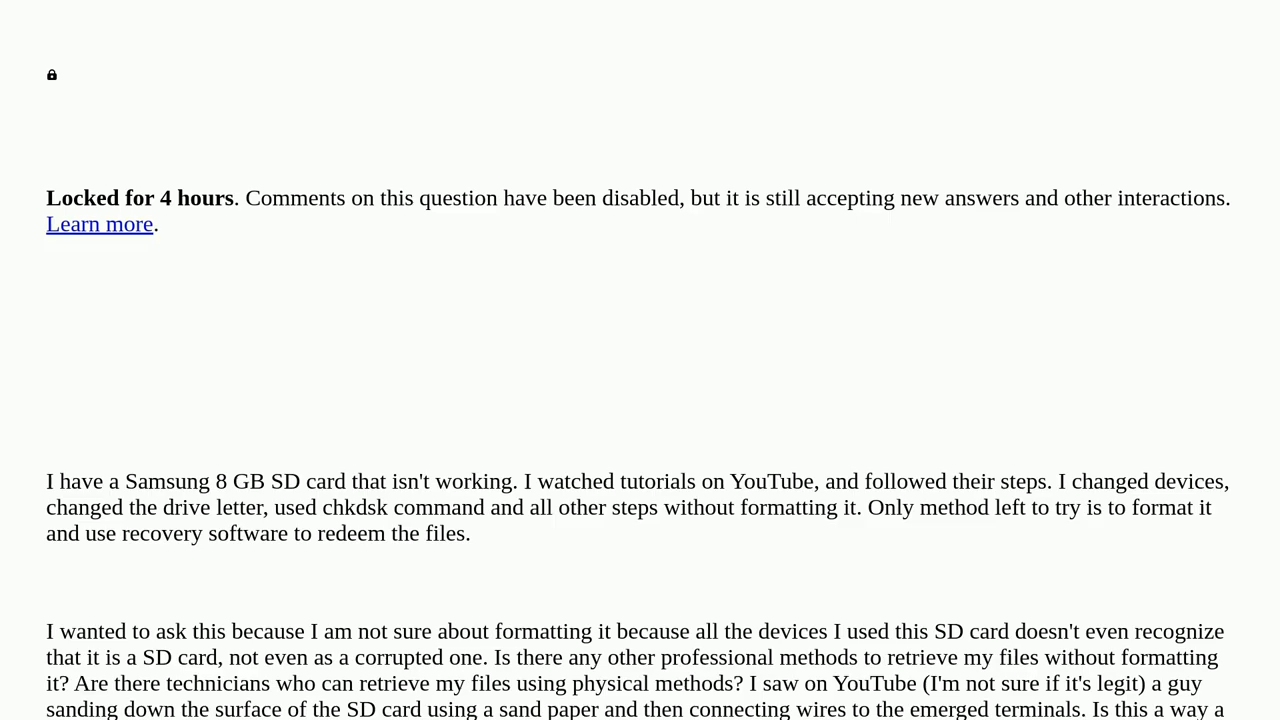 Locked for 4 hours. Comments on this question have been disabled, but it is still accepting new answers and other interactions.
Learn more.
I have a Samsung 8 GB SD card that isn't working. I watched tutorials on YouTube, and followed their steps. I changed devices,
changed the drive letter, used chkdsk command and all other steps without formatting it. Only method left to try is to format it
and use recovery software to redeem the files.
I wanted to ask this because I am not sure about formatting it because all the devices I used this SD card doesn't even recognize
that it is a SD card, not even as a corrupted one. Is there any other professional methods to retrieve my files without formatting
it? Are there technicians who can retrieve my files using physical methods? I saw on YouTube (I'm not sure if it's legit) a guy
sanding down the surface of the SD card using a sand paper and then connecting wires to the emerged terminals. Is this a way a